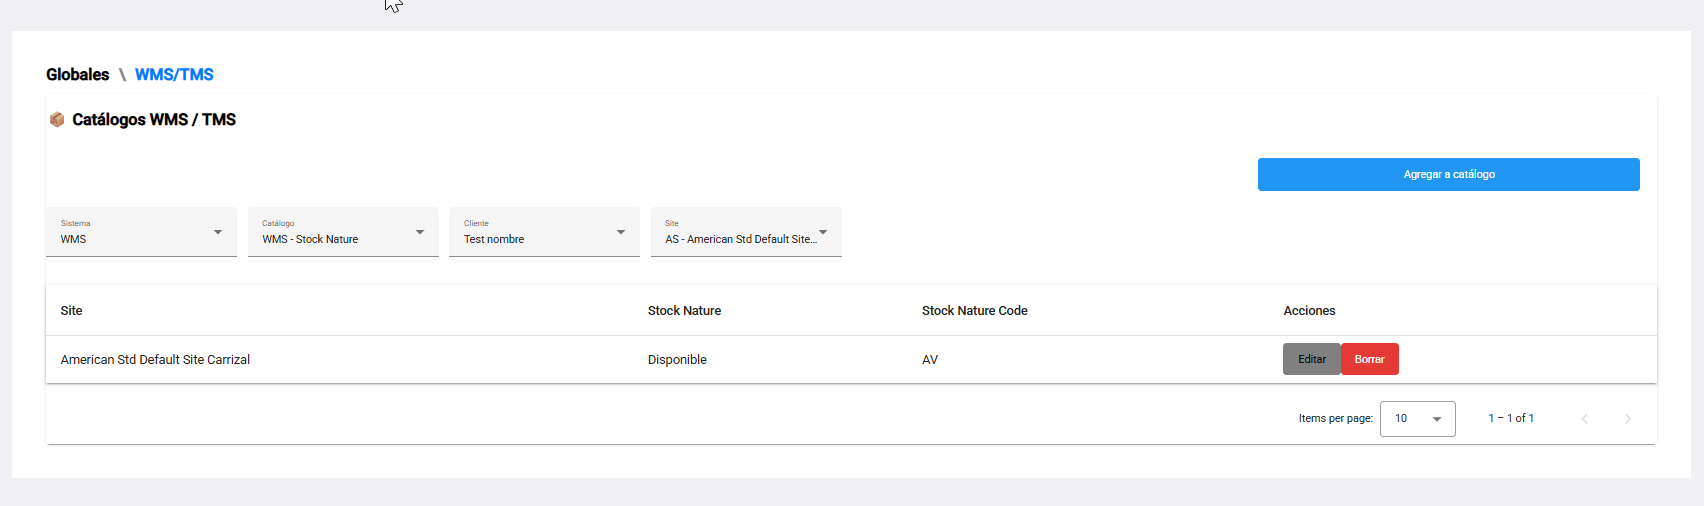 Globales \ WMS/TMS
Catálogos WMS / TMS
Agregar a catálogo
Sistema
WMS
Catálogo
WMS - Stock Nature
Cliente
Test nombre
Site
AS - American Std Default Site...
Site Stock Nature Stock Nature Code Acciones
American Std Default Site Carrizal Disponible AV Editar Borrar
Items per page: 10 1 – 1 of 1